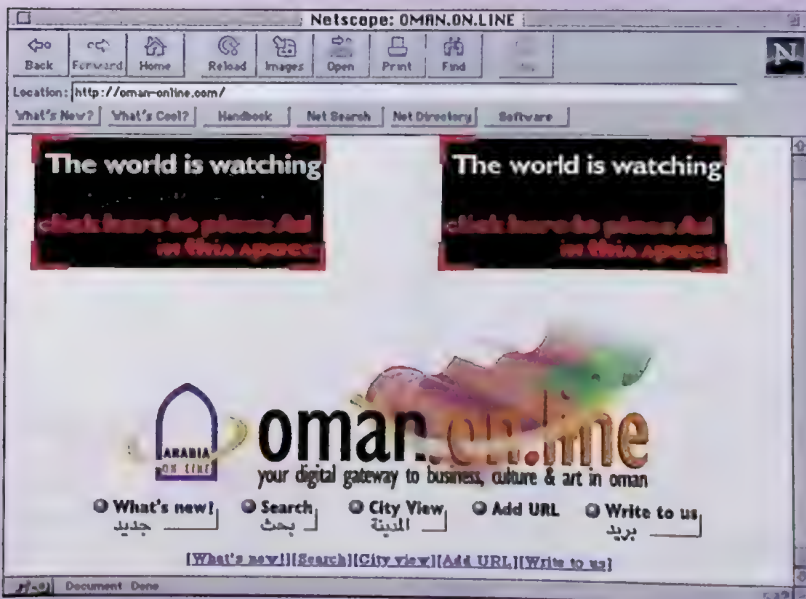 Netscape: OMAN.ON.LINE
Back Forward Home Reload Images Open Print Find
Location: http://oman-online.com/
What's New? What's Cool? Handbook Net Search Net Directory Software
The world is watching
click here to place Ad
in this space
The world is watching
click here to place Ad
in this space
ARABIA
ON LINE
oman.on.line
your digital gateway to business, culture & art in oman
What's new! Search City View Add URL Write to us
جديد بحث المدينة بريد
[What's new!][Search][City view][Add URL][Write to us]
Document Done